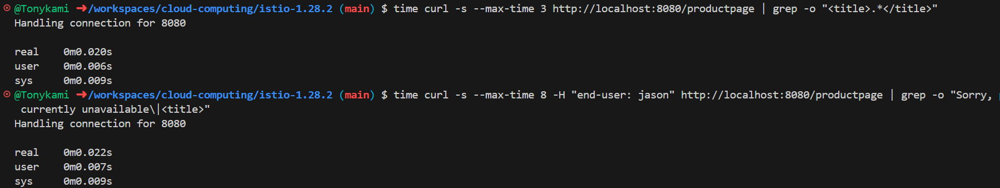 @Tonykami ➜/workspaces/cloud-computing/istio-1.28.2 (main) $ time curl -s --max-time 3 http://localhost:8080/productpage | grep -o "<title>.*</title>"
Handling connection for 8080
real 0m0.020s
user 0m0.006s
sys 0m0.009s
@Tonykami ➜/workspaces/cloud-computing/istio-1.28.2 (main) $ time curl -s --max-time 8 -H "end-user: jason" http://localhost:8080/productpage | grep -o "Sorry,
currently unavailable\|<title>"
Handling connection for 8080
real 0m0.022s
user 0m0.007s
sys 0m0.009s